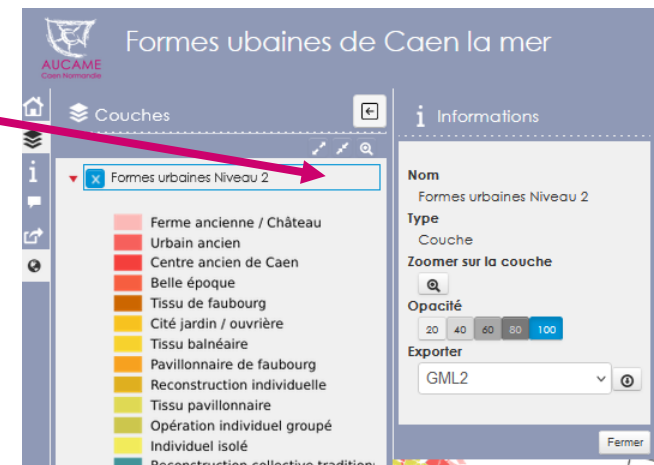 AUCAME
Caen Normandie
Formes ubaines de Caen la mer
Couches
Formes urbaines Niveau 2
Ferme ancienne / Château
Urbain ancien
Centre ancien de Caen
Belle époque
Tissu de faubourg
Cité jardin / ouvrière
Tissu balnéaire
Pavillonnaire de faubourg
Reconstruction individuelle
Tissu pavillonnaire
Opération individuel groupé
Individuel isolé
Reconstruction collective tradition
Informations
Nom
Formes urbaines Niveau 2
Type
Couche
Zoomer sur la couche
Opacité
20 40 60 80 100
Exporter
GML2
Fermer